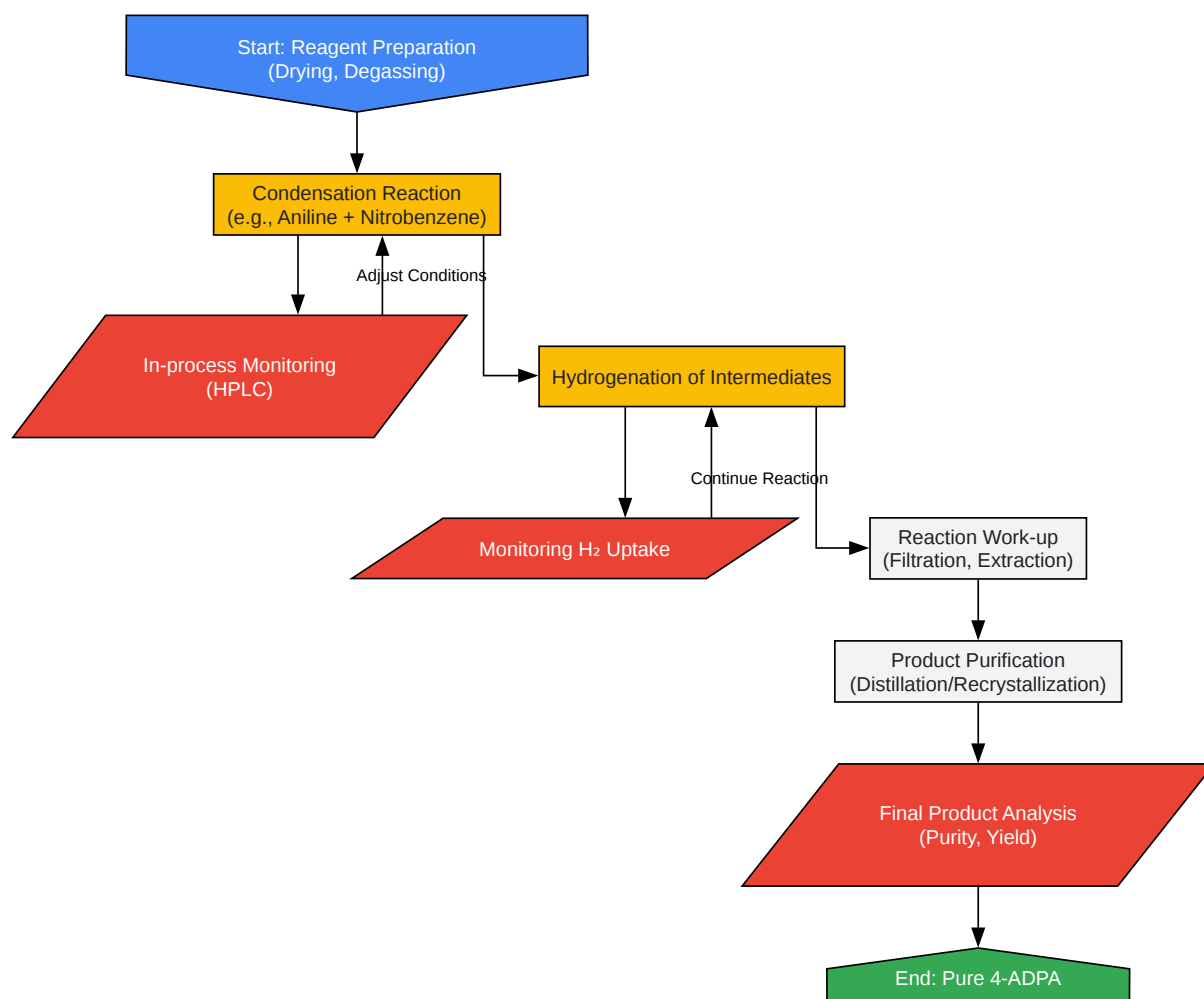 Start: Reagent Preparation
(Drying, Degassing)
Condensation Reaction
(e.g., Aniline + Nitrobenzene)
Adjust Conditions
In-process Monitoring
(HPLC)
Hydrogenation of Intermediates
Continue Reaction
Monitoring H₂ Uptake
Reaction Work-up
(Filtration, Extraction)
Product Purification
(Distillation/Recrystallization)
Final Product Analysis
(Purity, Yield)
End: Pure 4-ADPA